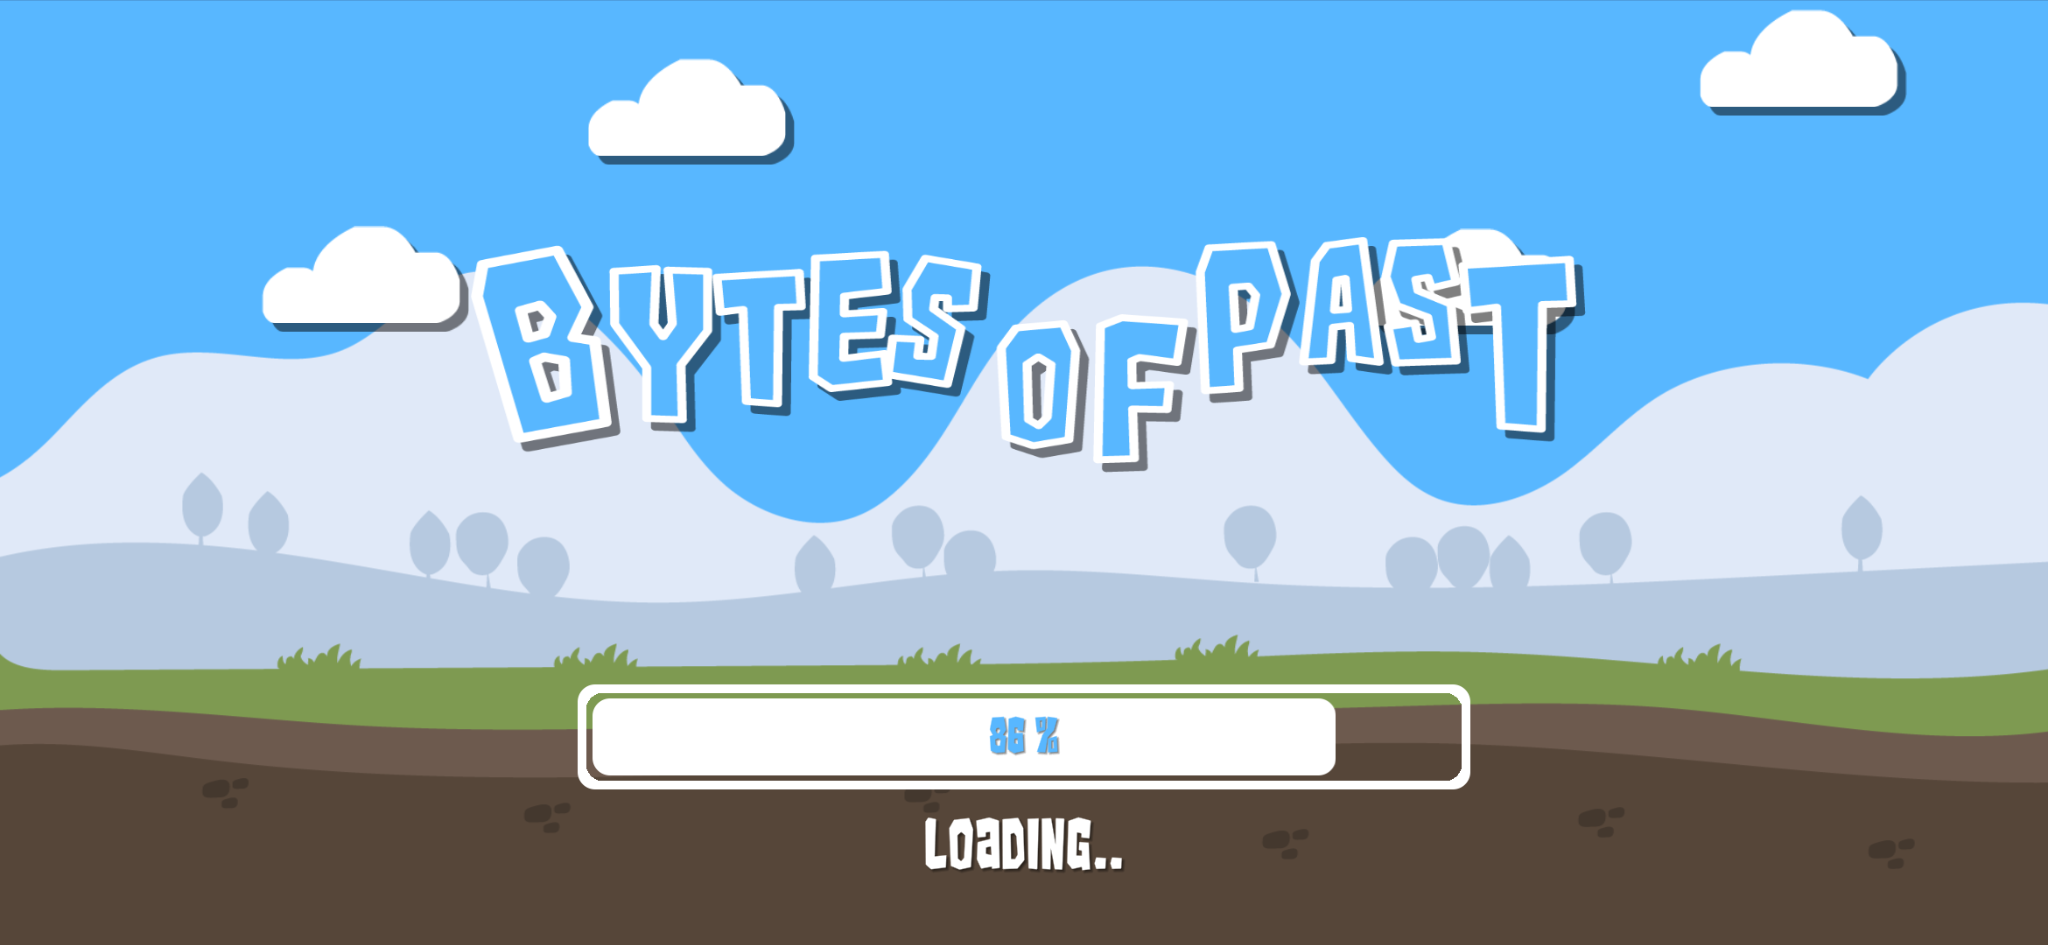 BYTES OF PAST
86 %
LOADING..